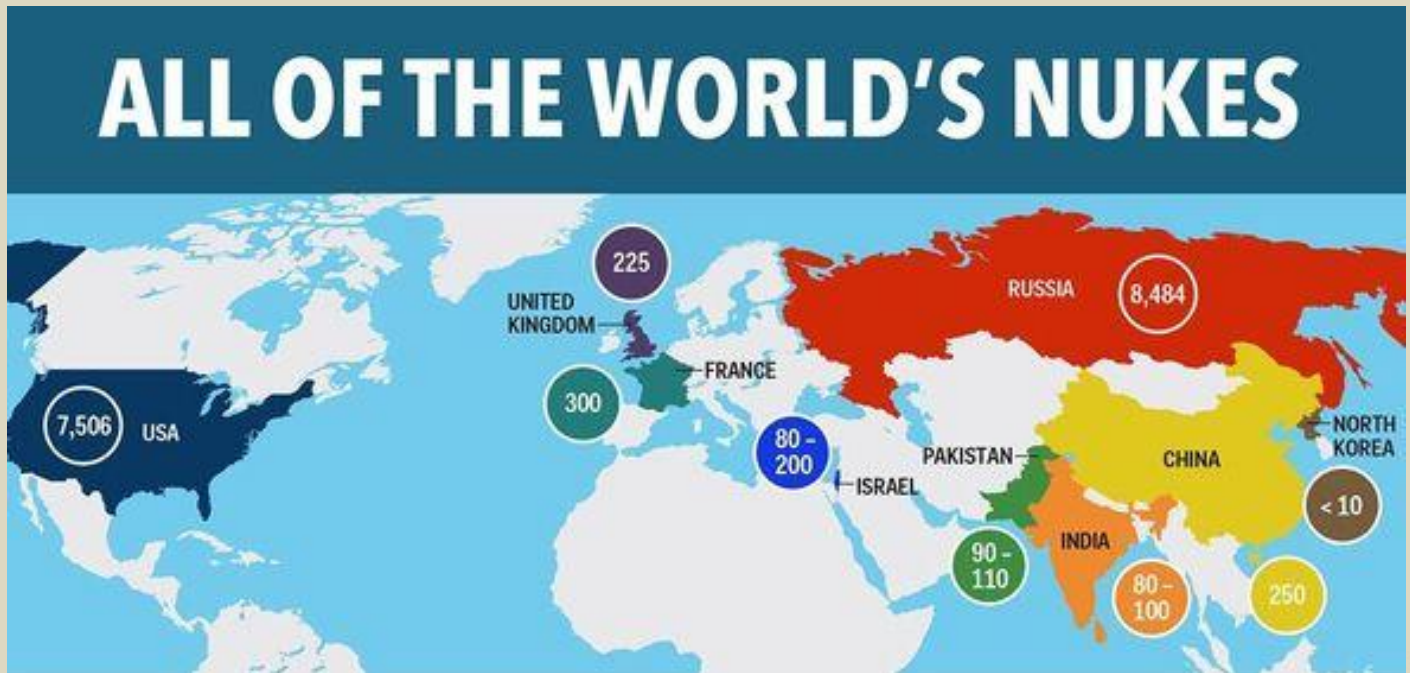 ALL OF THE WORLD'S NUKES
225
UNITED
KINGDOM
RUSSIA
8,484
FRANCE
300
7,506
USA
80 -
200
ISRAEL
PAKISTAN
CHINA
NORTH
KOREA
< 10
INDIA
90 -
110
80 -
100
250